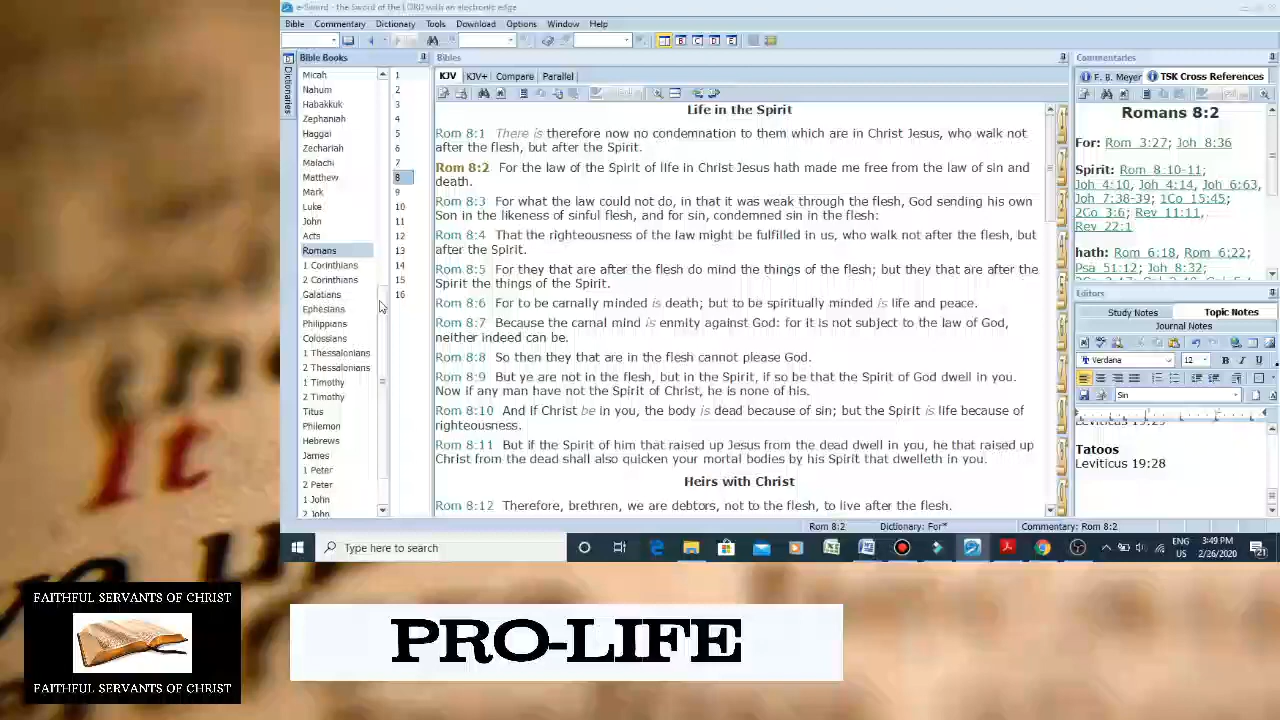 e-Sword - the Sword of the LORD with an electronic edge
Bible Commentary Dictionary Tools Download Options Window Help
Dictionaries
Bible Books
Micah
Nahum
Habakkuk
Zephaniah
Haggai
Zechariah
Malachi
Matthew
Mark
Luke
John
Acts
Romans
1 Corinthians
2 Corinthians
Galatians
Ephesians
Philippians
Colossians
1 Thessalonians
2 Thessalonians
1 Timothy
2 Timothy
Titus
Philemon
Hebrews
James
1 Peter
2 Peter
1 John
2 John
1
2
3
4
5
6
7
8
9
10
11
12
13
14
15
16
Bibles
KJV KJV+ Compare Parallel
Life in the Spirit
Rom 8:1 There is therefore now no condemnation to them which are in Christ Jesus, who walk not
after the flesh, but after the Spirit.
Rom 8:2 For the law of the Spirit of life in Christ Jesus hath made me free from the law of sin and
death.
Rom 8:3 For what the law could not do, in that it was weak through the flesh, God sending his own
Son in the likeness of sinful flesh, and for sin, condemned sin in the flesh:
Rom 8:4 That the righteousness of the law might be fulfilled in us, who walk not after the flesh, but
after the Spirit.
Rom 8:5 For they that are after the flesh do mind the things of the flesh; but they that are after the
Spirit the things of the Spirit.
Rom 8:6 For to be carnally minded is death; but to be spiritually minded is life and peace.
Rom 8:7 Because the carnal mind is enmity against God: for it is not subject to the law of God,
neither indeed can be.
Rom 8:8 So then they that are in the flesh cannot please God.
Rom 8:9 But ye are not in the flesh, but in the Spirit, if so be that the Spirit of God dwell in you.
Now if any man have not the Spirit of Christ, he is none of his.
Rom 8:10 And if Christ be in you, the body is dead because of sin; but the Spirit is life because of
righteousness.
Rom 8:11 But if the Spirit of him that raised up Jesus from the dead dwell in you, he that raised up
Christ from the dead shall also quicken your mortal bodies by his Spirit that dwelleth in you.
Heirs with Christ
Rom 8:12 Therefore, brethren, we are debtors, not to the flesh, to live after the flesh.
Commentaries
F. B. Meyer TSK Cross References
Romans 8:2
For: Rom 3:27; Joh 8:36
Spirit: Rom 8:10-11;
Joh 4:10, Joh 4:14, Joh 6:63,
Joh 7:38-39; 1Co 15:45;
2Co 3:6; Rev 11:11,
Rev 22:1
hath: Rom 6:18, Rom 6:22;
Psa 51:12; Joh 8:32;
Editors
Study Notes Topic Notes
Journal Notes
Verdana 12 B I U
Sin
Leviticus 19:29
Tatoos
Leviticus 19:28
Rom 8:2 Dictionary: For* Commentary: Rom 8:2
Type here to search
ENG
US
3:49 PM
2/26/2020
21
It
FAITHFUL SERVANTS OF CHRIST
FAITHFUL SERVANTS OF CHRIST
PRO-LIFE